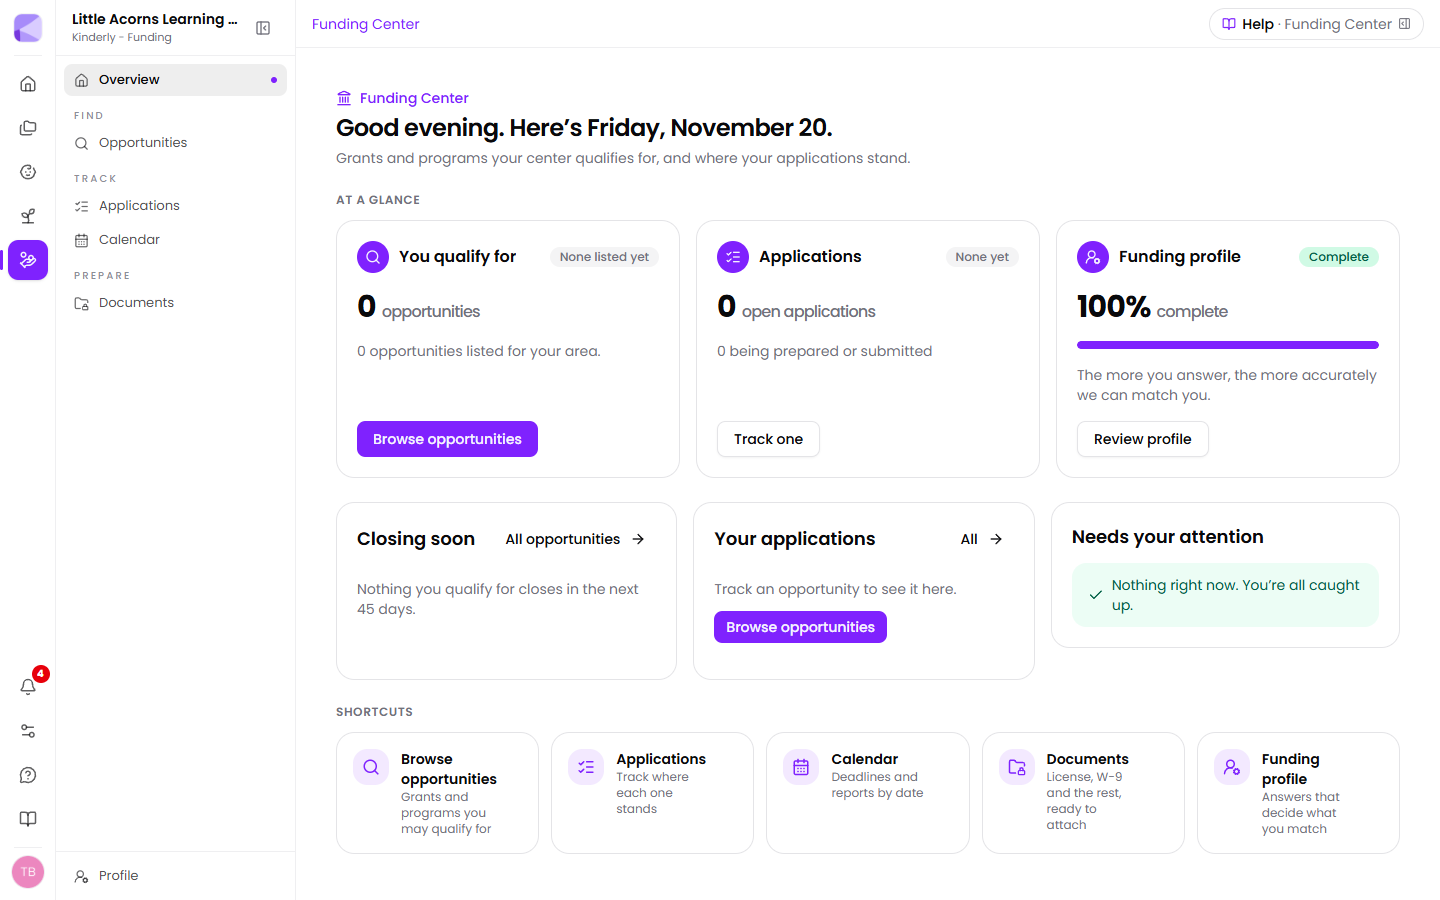 Little Acorns Learning ...
Kinderly - Funding
Overview
FIND
Opportunities
TRACK
Applications
Calendar
PREPARE
Documents
4
TB
Profile
Funding Center
Help · Funding Center
Funding Center
Good evening. Here’s Friday, November 20.
Grants and programs your center qualifies for, and where your applications stand.
AT A GLANCE
You qualify for
None listed yet
0 opportunities
0 opportunities listed for your area.
Browse opportunities
Applications
None yet
0 open applications
0 being prepared or submitted
Track one
Funding profile
Complete
100% complete
The more you answer, the more accurately
we can match you.
Review profile
Closing soon
All opportunities
Nothing you qualify for closes in the next
45 days.
Your applications
All
Track an opportunity to see it here.
Browse opportunities
Needs your attention
Nothing right now. You’re all caught
up.
SHORTCUTS
Browse
opportunities
Grants and
programs you
may qualify for
Applications
Track where
each one
stands
Calendar
Deadlines and
reports by date
Documents
License, W-9
and the rest,
ready to
attach
Funding
profile
Answers that
decide what
you match